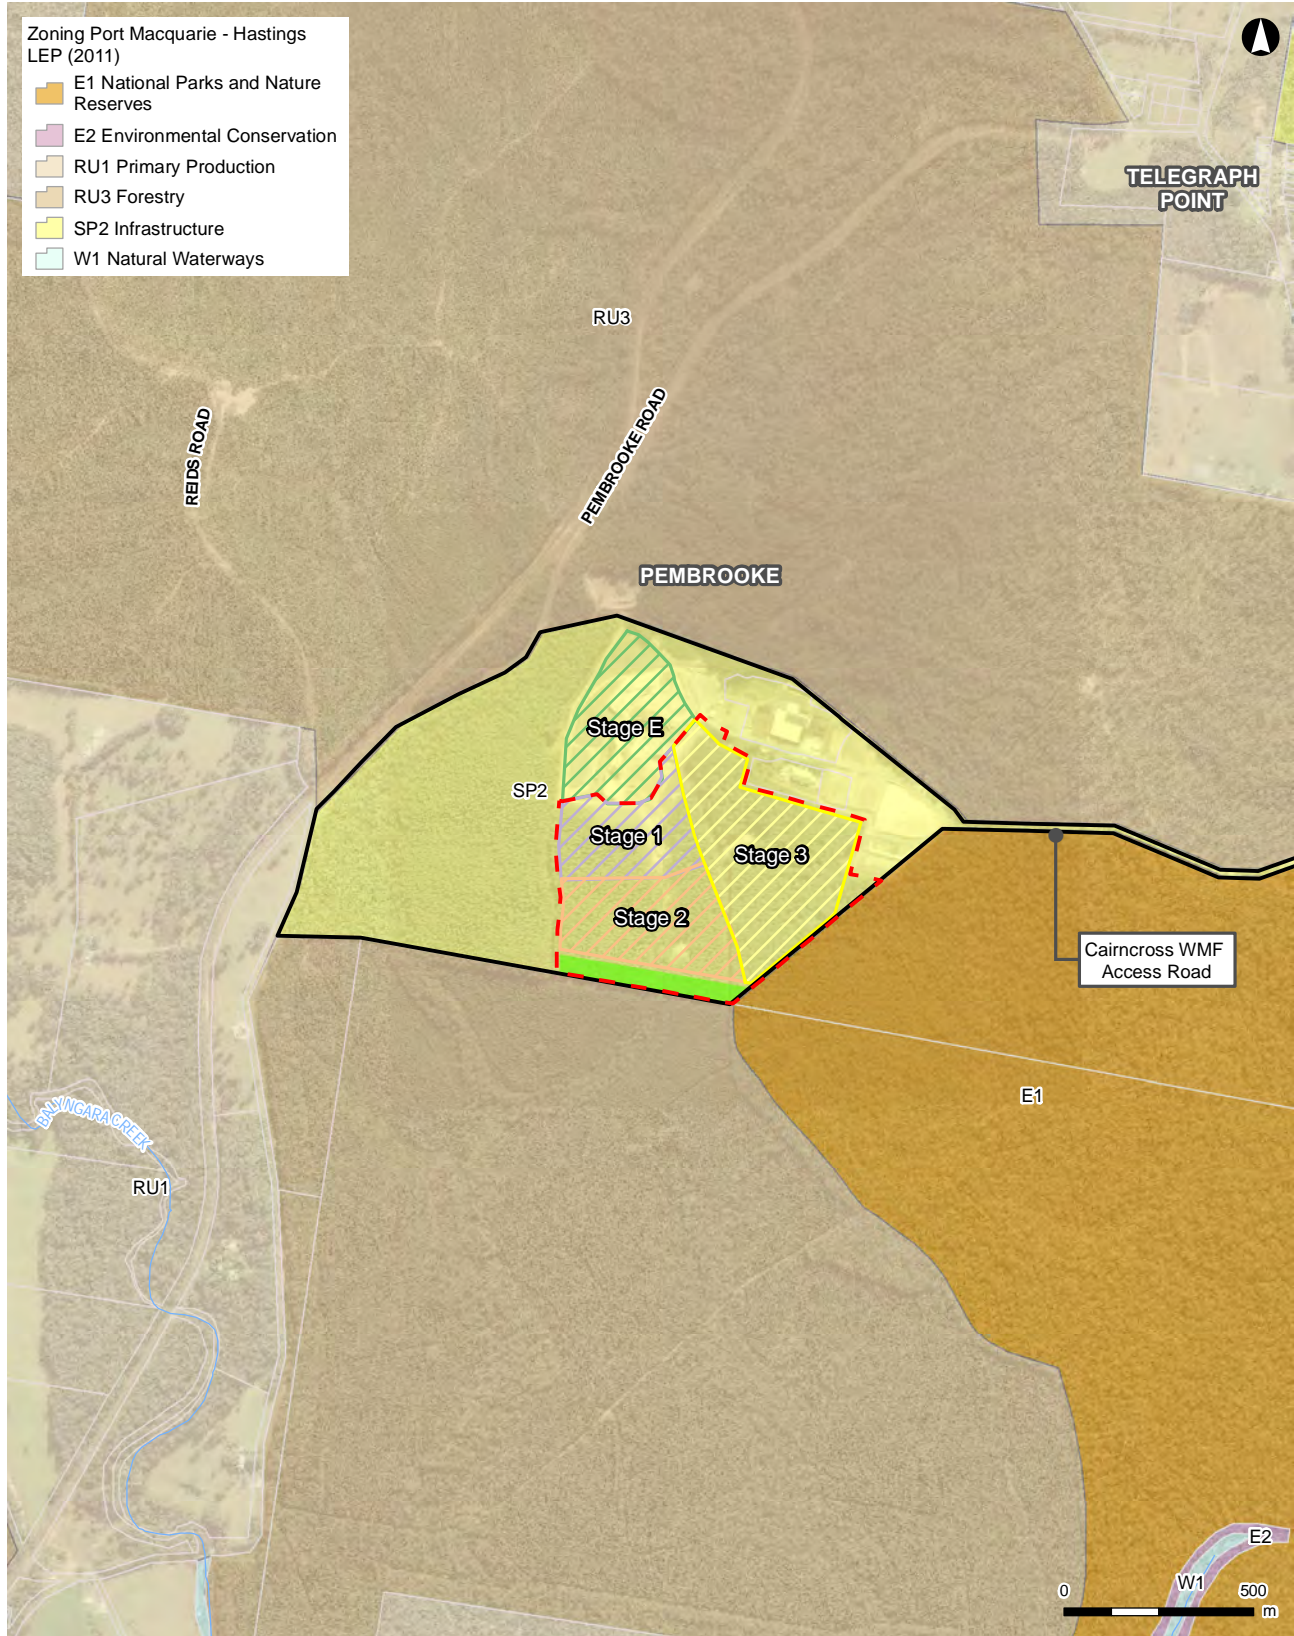 Zoning Port Macquarie - Hastings
LEP (2011)
E1 National Parks and Nature
Reserves
E2 Environmental Conservation
RU1 Primary Production
RU3 Forestry
SP2 Infrastructure
W1 Natural Waterways
TELEGRAPH
POINT
RU3
REIDS ROAD
PEMBROOKE ROAD
PEMBROOKE
Stage E
SP2
Stage 1
Stage 3
Stage 2
Cairncross WMF
Access Road
E1
BALYNGARA CREEK
RU1
E2
W1
0 500
m